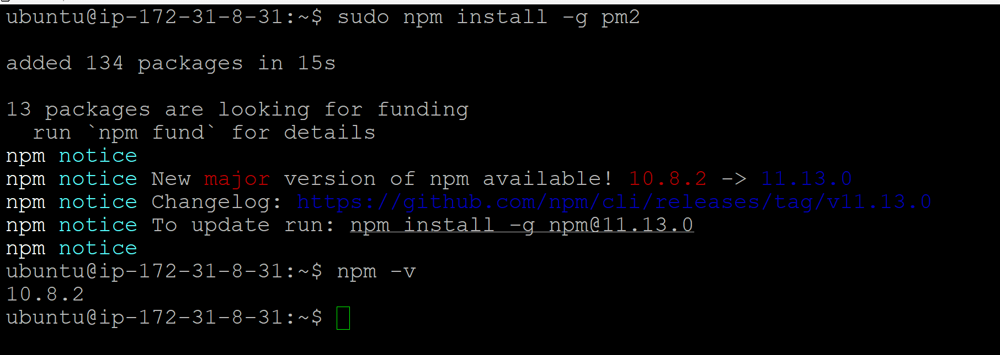 ubuntu@ip-172-31-8-31:~$ sudo npm install -g pm2
added 134 packages in 15s
13 packages are looking for funding
  run `npm fund` for details
npm notice
npm notice New major version of npm available! 10.8.2 -> 11.13.0
npm notice Changelog: https://github.com/npm/cli/releases/tag/v11.13.0
npm notice To update run: npm install -g npm@11.13.0
npm notice
ubuntu@ip-172-31-8-31:~$ npm -v
10.8.2
ubuntu@ip-172-31-8-31:~$